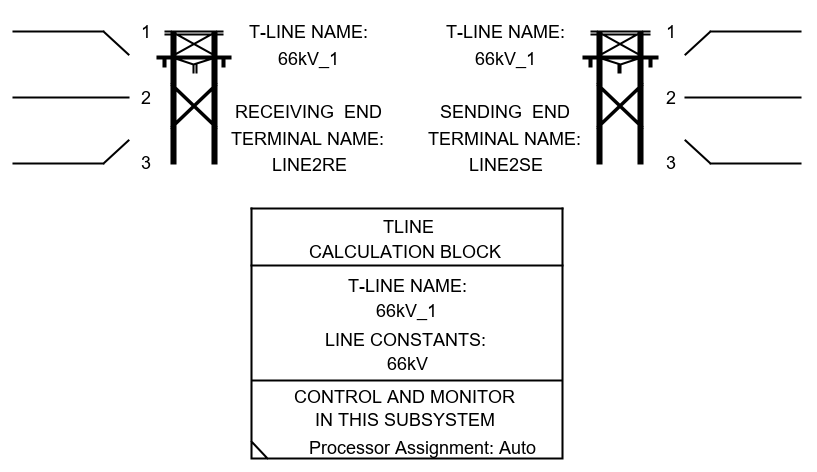 1
T-LINE NAME:
66kV_1
2
RECEIVING END
TERMINAL NAME:
3
LINE2RE
T-LINE NAME:
1
66kV_1
2
SENDING END
TERMINAL NAME:
LINE2SE
3
TLINE
CALCULATION BLOCK
T-LINE NAME:
66kV_1
LINE CONSTANTS:
66kV
CONTROL AND MONITOR
IN THIS SUBSYSTEM
Processor Assignment: Auto